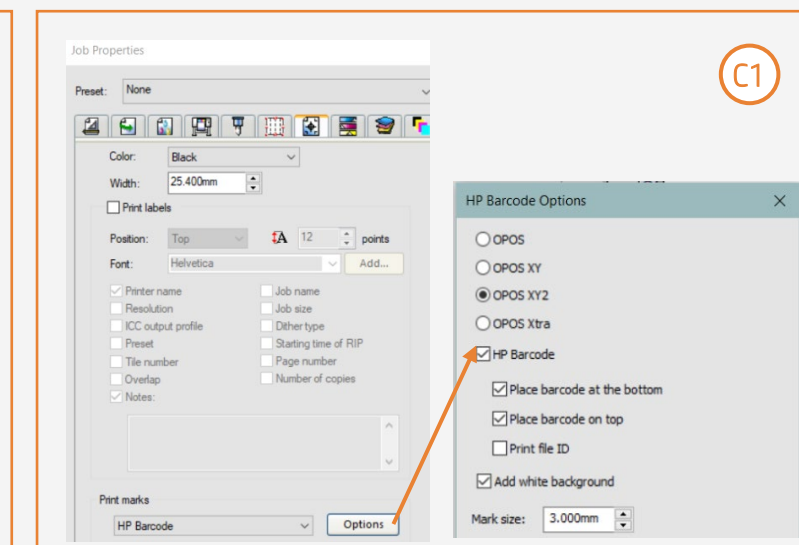 C1
Job Properties
Preset: None
Color: Black
Width: 25.400mm
Print labels
Position: Top A 12 points
Font: Helvetica Add...
Printer name Job name
Resolution Job size
ICC output profile Dither type
Preset Starting time of RIP
Tile number Page number
Overlap Number of copies
Notes:
Print marks
HP Barcode Options
HP Barcode Options
OPOS
OPOS XY
OPOS XY2
OPOS Xtra
HP Barcode
Place barcode at the bottom
Place barcode on top
Print file ID
Add white background
Mark size: 3.000mm